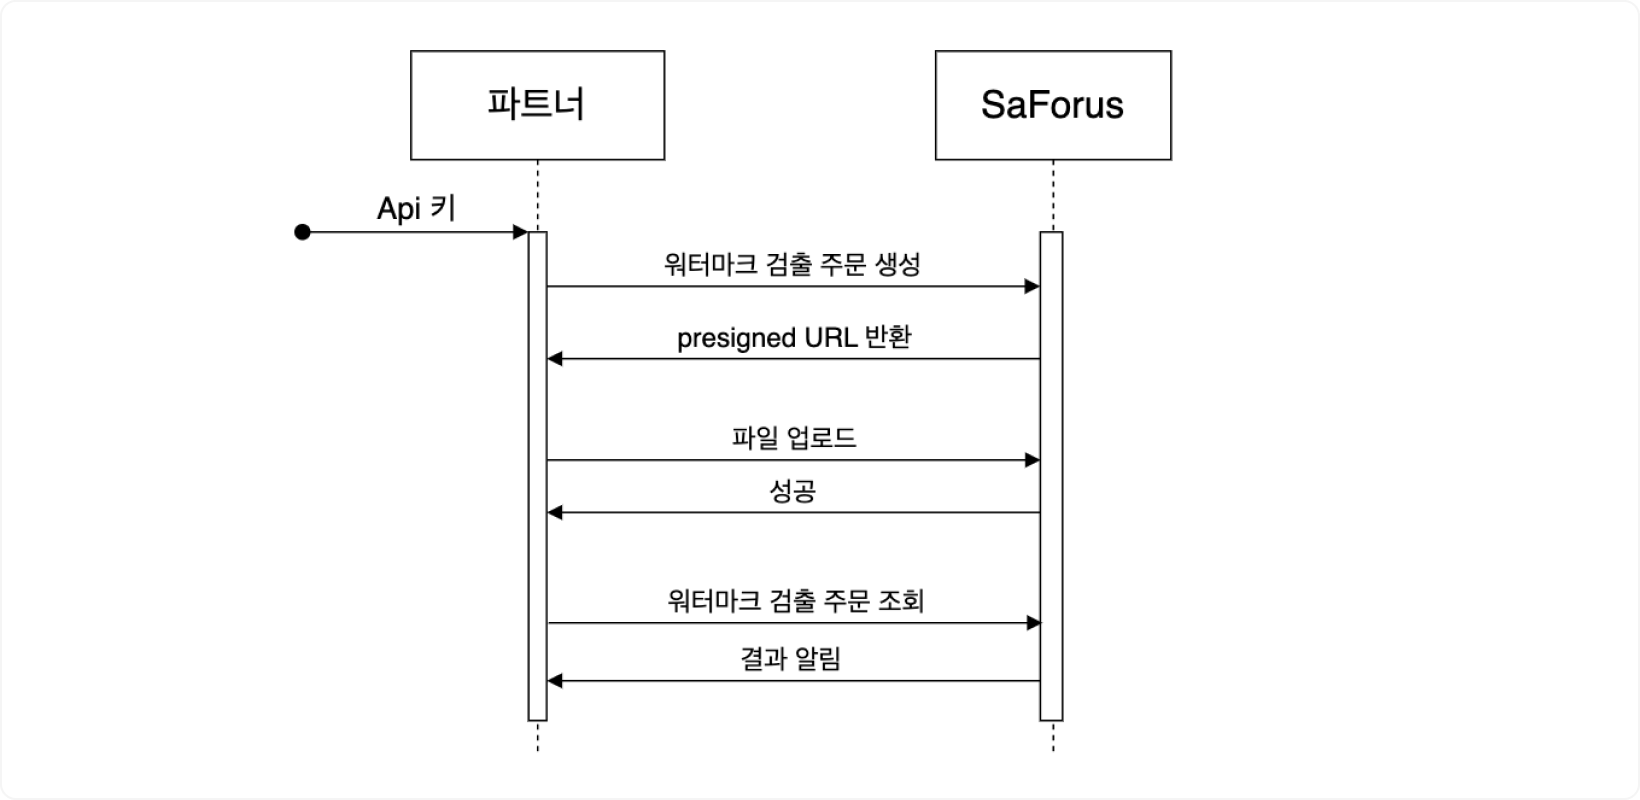 파트너
SaForus
Api 키
워터마크 검출 주문 생성
presigned URL 반환
파일 업로드
성공
워터마크 검출 주문 조회
결과 알림